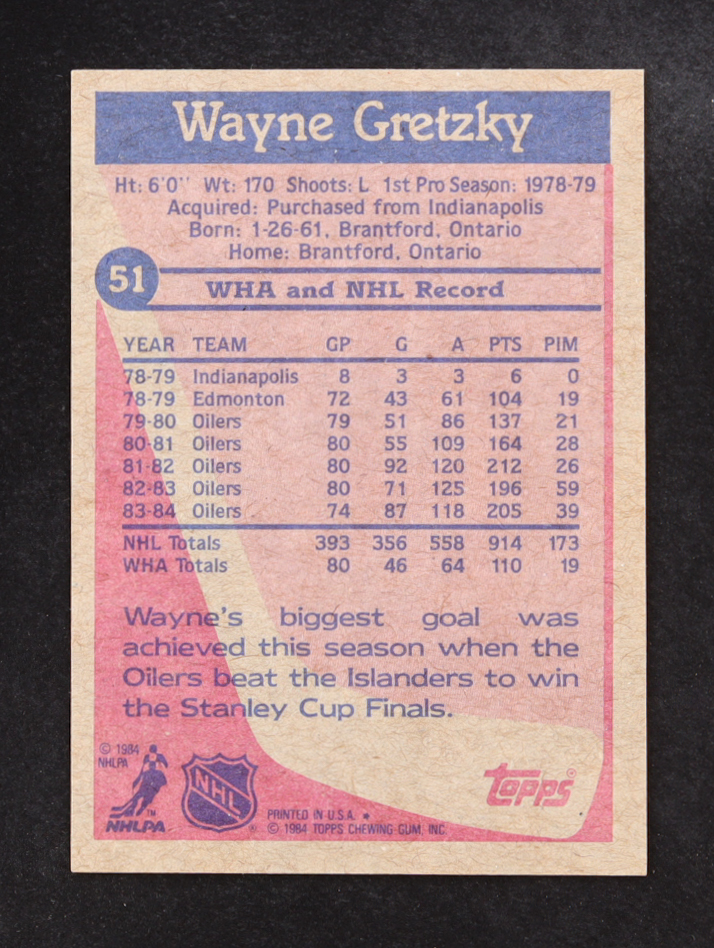 Wayne Gretzky
Ht: 6'0" Wt: 170 Shoots: L 1st Pro Season: 1978-79
Acquired: Purchased from Indianapolis
Born: 1-26-61, Brantford, Ontario
Home: Brantford, Ontario
51
WHA and NHL Record
YEAR TEAM GP G A PTS PIM
78-79 Indianapolis 8 3 3 6 0
78-79 Edmonton 72 43 61 104 19
79-80 Oilers 79 51 86 137 21
80-81 Oilers 80 55 109 164 28
81-82 Oilers 80 92 120 212 26
82-83 Oilers 80 71 125 196 59
83-84 Oilers 74 87 118 205 39
NHL Totals 393 356 558 914 173
WHA Totals 80 46 64 110 19
Wayne's biggest goal was
achieved this season when the
Oilers beat the Islanders to win
the Stanley Cup Finals.
© 1984
NHLPA
TM
NHLPA
NHL
®
PRINTED IN U.S.A. *
© 1984 TOPPS CHEWING GUM, INC.
topps®